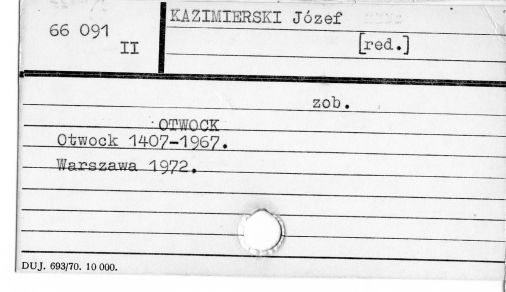 66 091
II
KAZIMIERSKI Józef
[red.]
zob.
OTWOCK
Otwock 1407-1967.
Warszawa 1972.
DUJ. 693/70. 10 000.